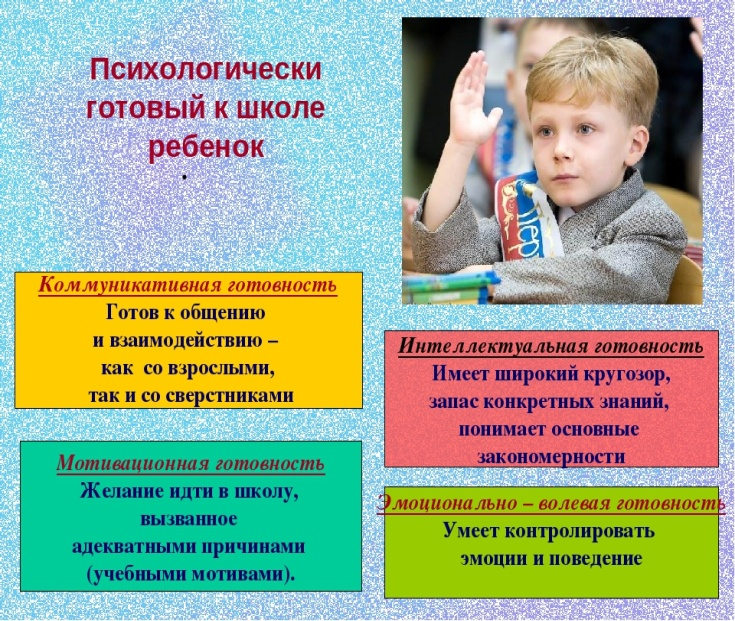 Психологически
готовый к школе
ребенок
.
Коммуникативная готовность
Готов к общению
и взаимодействию –
как со взрослыми,
так и со сверстниками
Мотивационная готовность
Желание идти в школу,
вызванное
адекватными причинами
(учебными мотивами).
Интеллектуальная готовность
Имеет широкий кругозор,
запас конкретных знаний,
понимает основные
закономерности
Эмоционально – волевая готовность
Умеет контролировать
эмоции и поведение